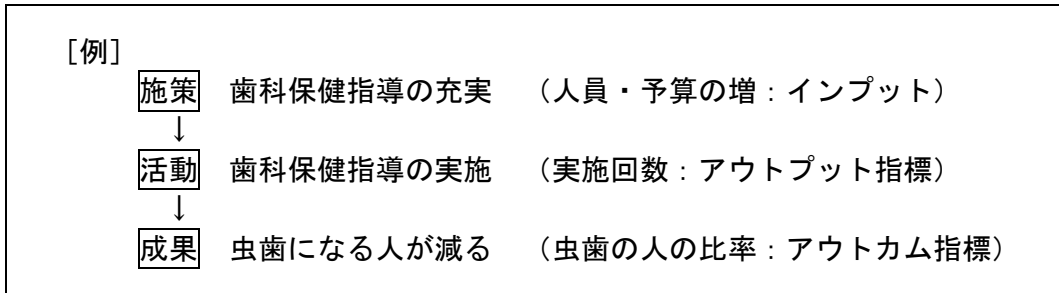 ［例］
施策　歯科保健指導の充実　（人員・予算の増：インプット）
↓
活動　歯科保健指導の実施　（実施回数：アウトプット指標）
↓
成果　虫歯になる人が減る　（虫歯の人の比率：アウトカム指標）